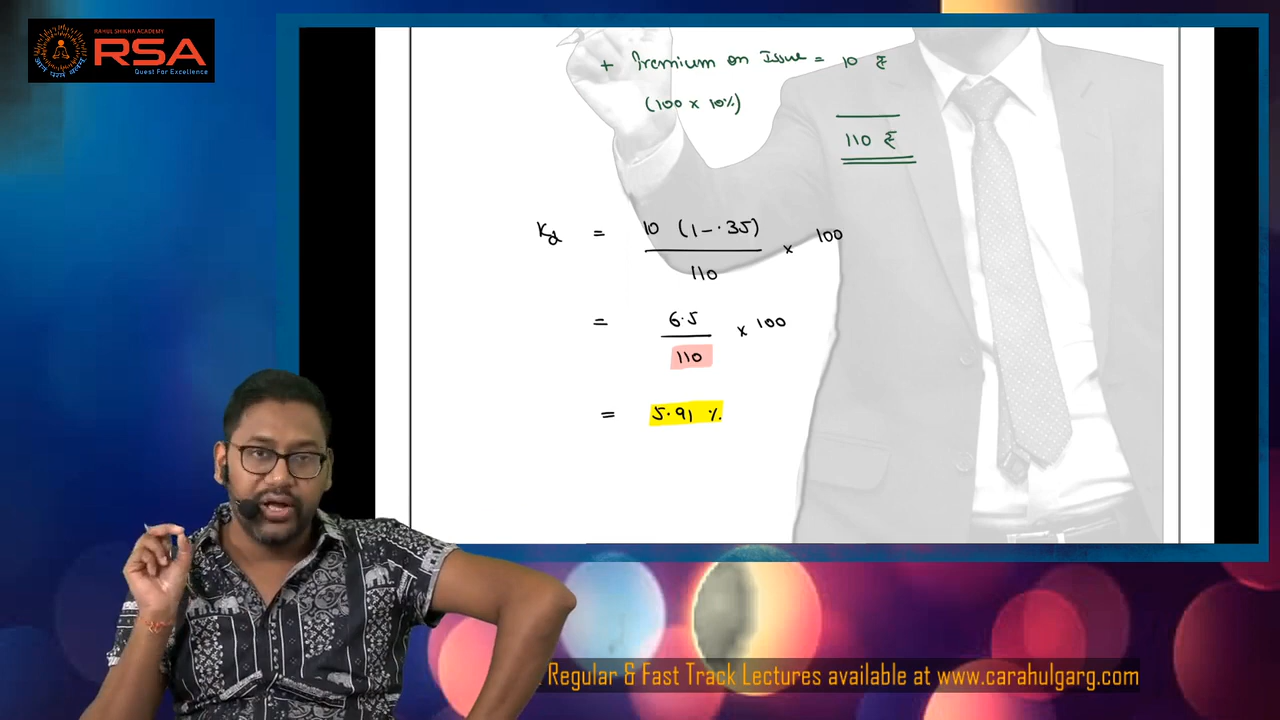 RAHUL SHIKHA ACADEMY
RSA
Quest For Excellence
+ Premium on Issue = 10 ₹
(100 x 10%)
110 ₹
Kd = 10 (1-.35)
110
x 100
= 6.5
110
x 100
= 5.91 %
Regular & Fast Track Lectures available at www.carahulgarg.com